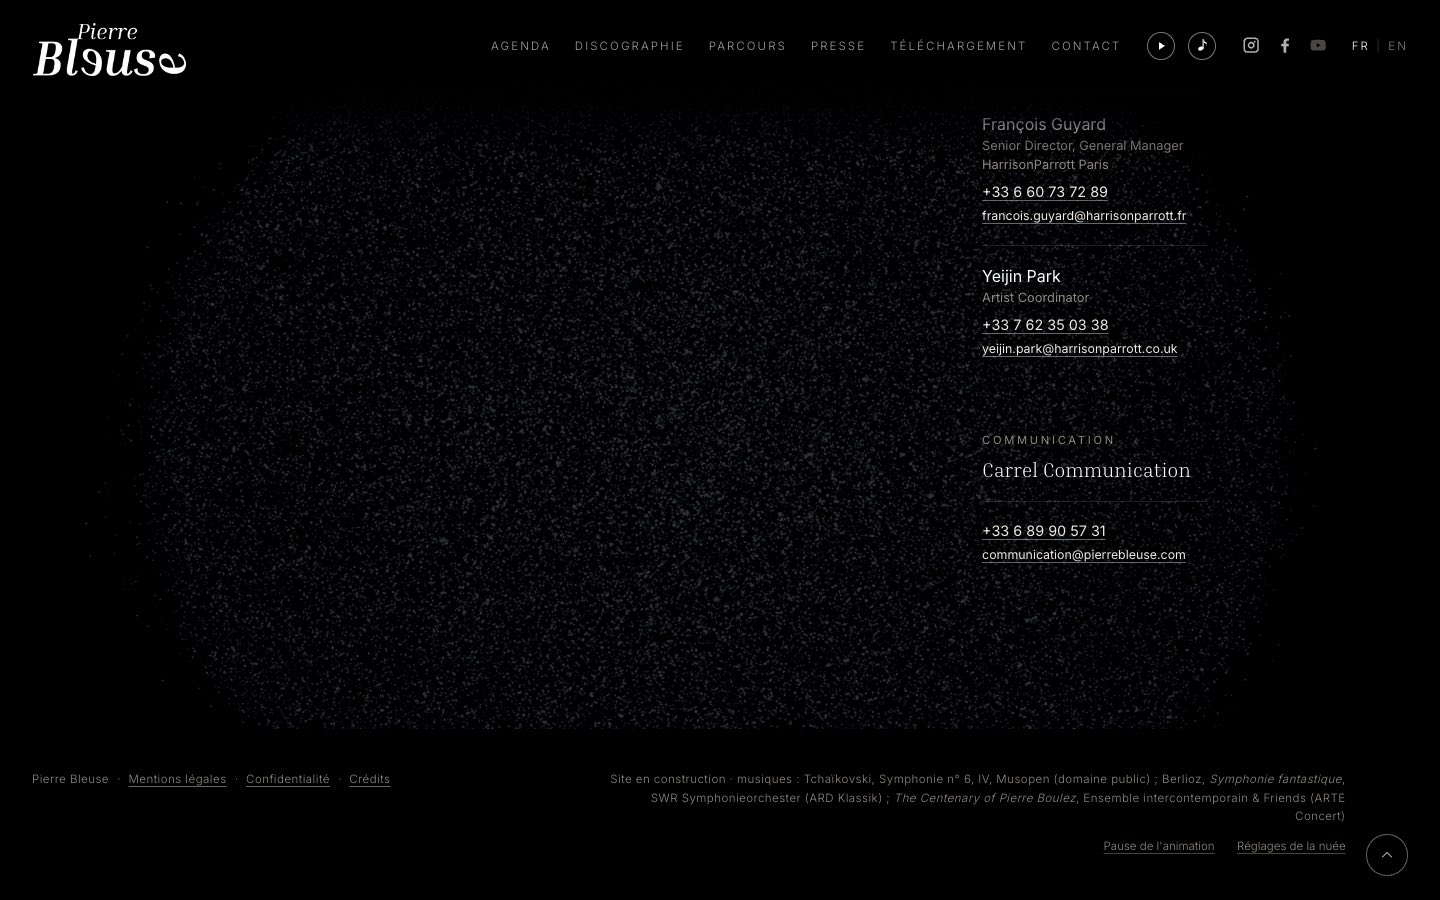 Pierre
Bleuse
AGENDA DISCOGRAPHIE PARCOURS PRESSE TÉLÉCHARGEMENT CONTACT FR | EN
François Guyard
Senior Director, General Manager
HarrisonParrott Paris
+33 6 60 73 72 89
francois.guyard@harrisonparrott.fr
Yeijin Park
Artist Coordinator
+33 7 62 35 03 38
yeijin.park@harrisonparrott.co.uk
COMMUNICATION
Carrel Communication
+33 6 89 90 57 31
communication@pierrebleuse.com
Pierre Bleuse · Mentions légales · Confidentialité · Crédits
Site en construction · musiques : Tchaïkovski, Symphonie n° 6, IV, Musopen (domaine public) ; Berlioz, Symphonie fantastique,
SWR Symphonieorchester (ARD Klassik) ; The Centenary of Pierre Boulez, Ensemble intercontemporain & Friends (ARTE
Concert)
Pause de l'animation Réglages de la nuée